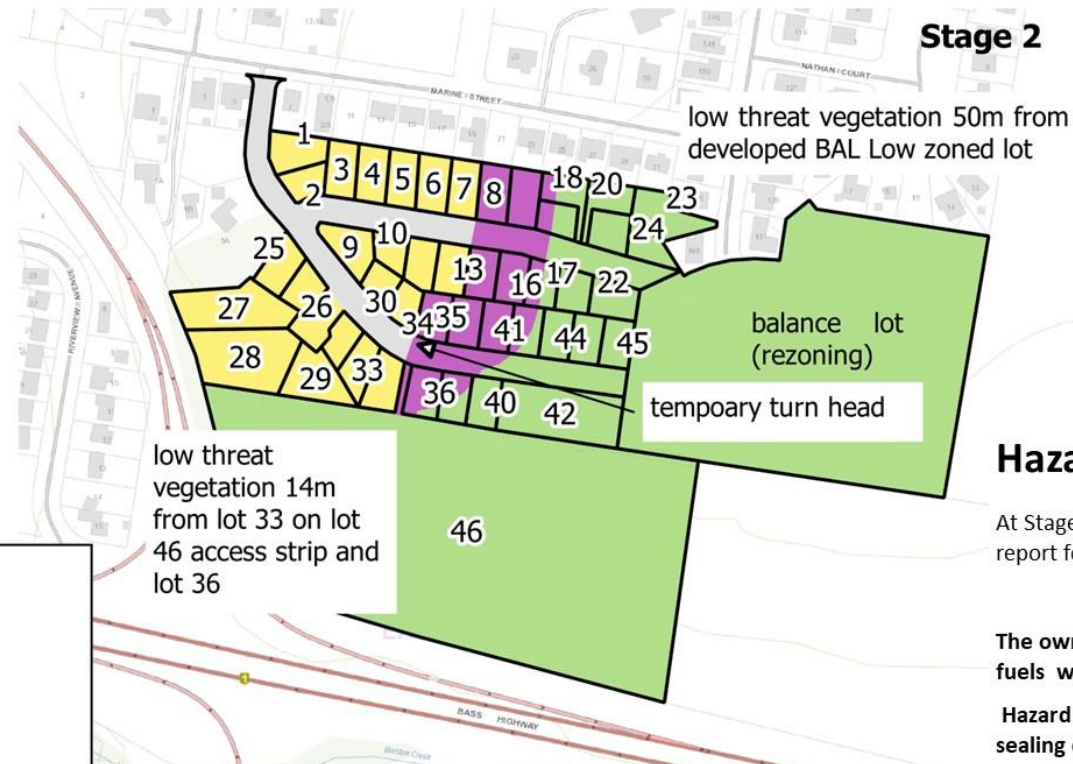 Stage 2
NATHAN COURT
MARINE STREET
low threat vegetation 50m from
developed BAL Low zoned lot
1
3
4
5
6
7
8
18
20
23
2
24
25
9
10
13
16
17
22
27
26
30
34
35
41
44
45
28
29
33
36
40
42
balance lot
(rezoning)
tempoary turn head
RIVERVIEW AVENUE
low threat
vegetation 14m
from lot 33 on lot
46 access strip and
lot 36
46
Haza
At Stage
report fo
The own
fuels w
Hazard
sealing
1
BASS HIGHWAY